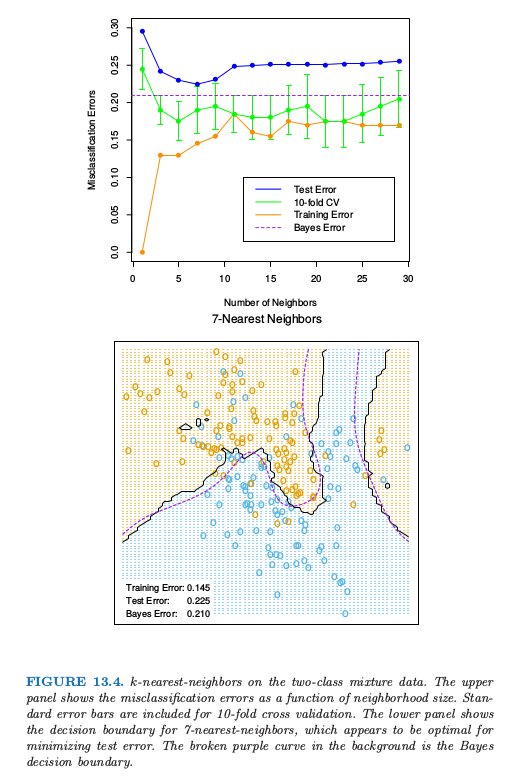 0.30
0.25
0.20
0.15
0.10
0.05
0.0
Misclassification Errors
Test Error
10-fold CV
Training Error
Bayes Error
0 5 10 15 20 25 30
Number of Neighbors
7-Nearest Neighbors
Training Error: 0.145
Test Error: 0.225
Bayes Error: 0.210
FIGURE 13.4. k-nearest-neighbors on the two-class mixture data. The upper
panel shows the misclassification errors as a function of neighborhood size. Stan-
dard error bars are included for 10-fold cross validation. The lower panel shows
the decision boundary for 7-nearest-neighbors, which appears to be optimal for
minimizing test error. The broken purple curve in the background is the Bayes
decision boundary.